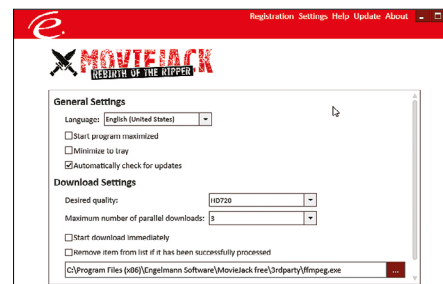 e.
Registration Settings Help Update About
MOVIEJACK
REBIRTH OF THE RIPPER
General Settings
Language: English (United States)
Start program maximized
Minimize to tray
Automatically check for updates
Download Settings
Desired quality: HD720
Maximum number of parallel downloads: 3
Start download immediately
Remove item from list if it has been successfully processed
C:\Program Files (x86)\Engelmann Software\MovieJack free\3rdparty\ffmpeg.exe ...